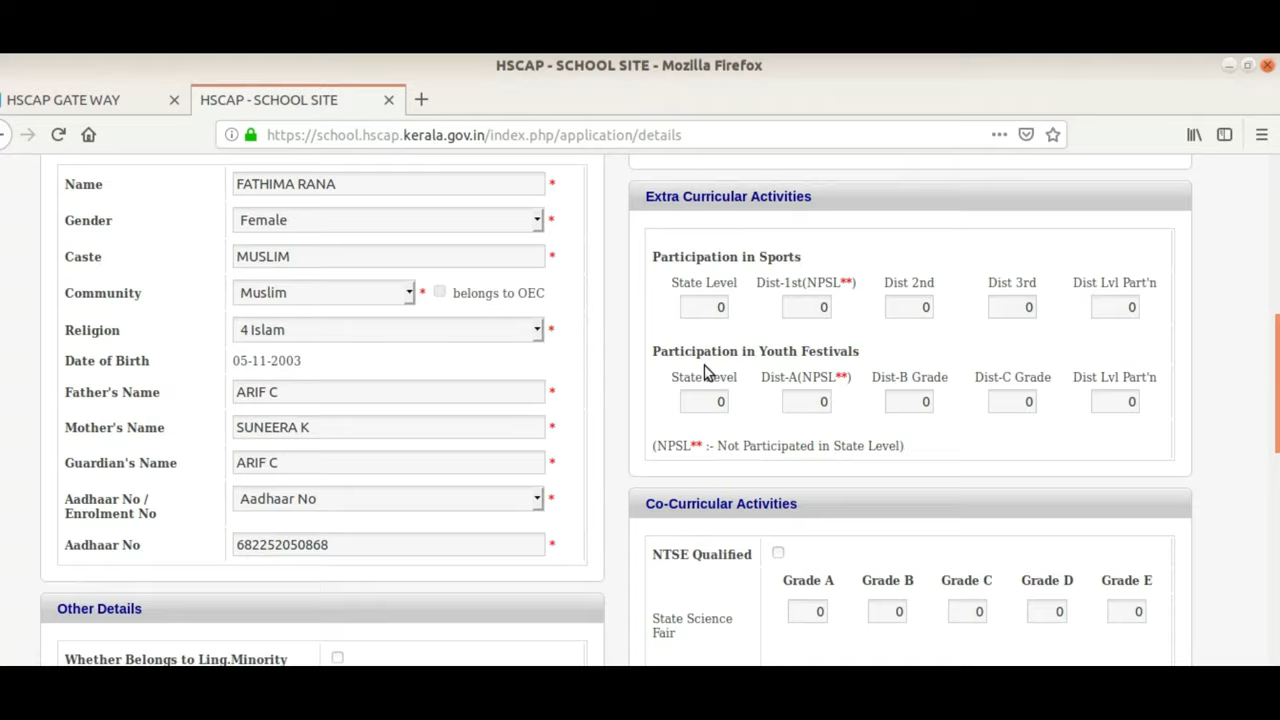 HSCAP - SCHOOL SITE - Mozilla Firefox
HSCAP GATE WAY
HSCAP - SCHOOL SITE
https://school.hscap.kerala.gov.in/index.php/application/details
Name FATHIMA RANA *
Gender Female *
Caste MUSLIM *
Community Muslim * belongs to OEC
Religion 4 Islam *
Date of Birth 05-11-2003
Father's Name ARIF C *
Mother's Name SUNEERA K *
Guardian's Name ARIF C *
Aadhaar No / Enrolment No Aadhaar No *
Aadhaar No 682252050868 *
Other Details
Whether Belongs to Ling.Minority
Extra Curricular Activities
Participation in Sports
State Level Dist-1st(NPSL**) Dist 2nd Dist 3rd Dist Lvl Part'n
0 0 0 0 0
Participation in Youth Festivals
State Level Dist-A(NPSL**) Dist-B Grade Dist-C Grade Dist Lvl Part'n
0 0 0 0 0
(NPSL** :- Not Participated in State Level)
Co-Curricular Activities
NTSE Qualified
Grade A Grade B Grade C Grade D Grade E
State Science Fair 0 0 0 0 0